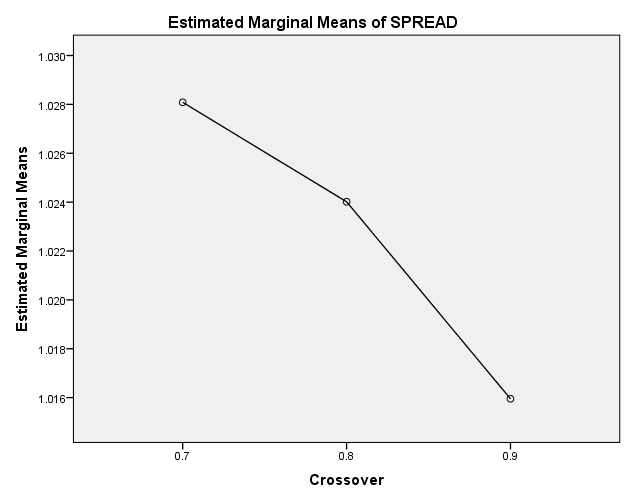 Estimated Marginal Means of SPREAD
Estimated Marginal Means
1.030
1.028
1.026
1.024
1.022
1.020
1.018
1.016
0.7 0.8 0.9
Crossover